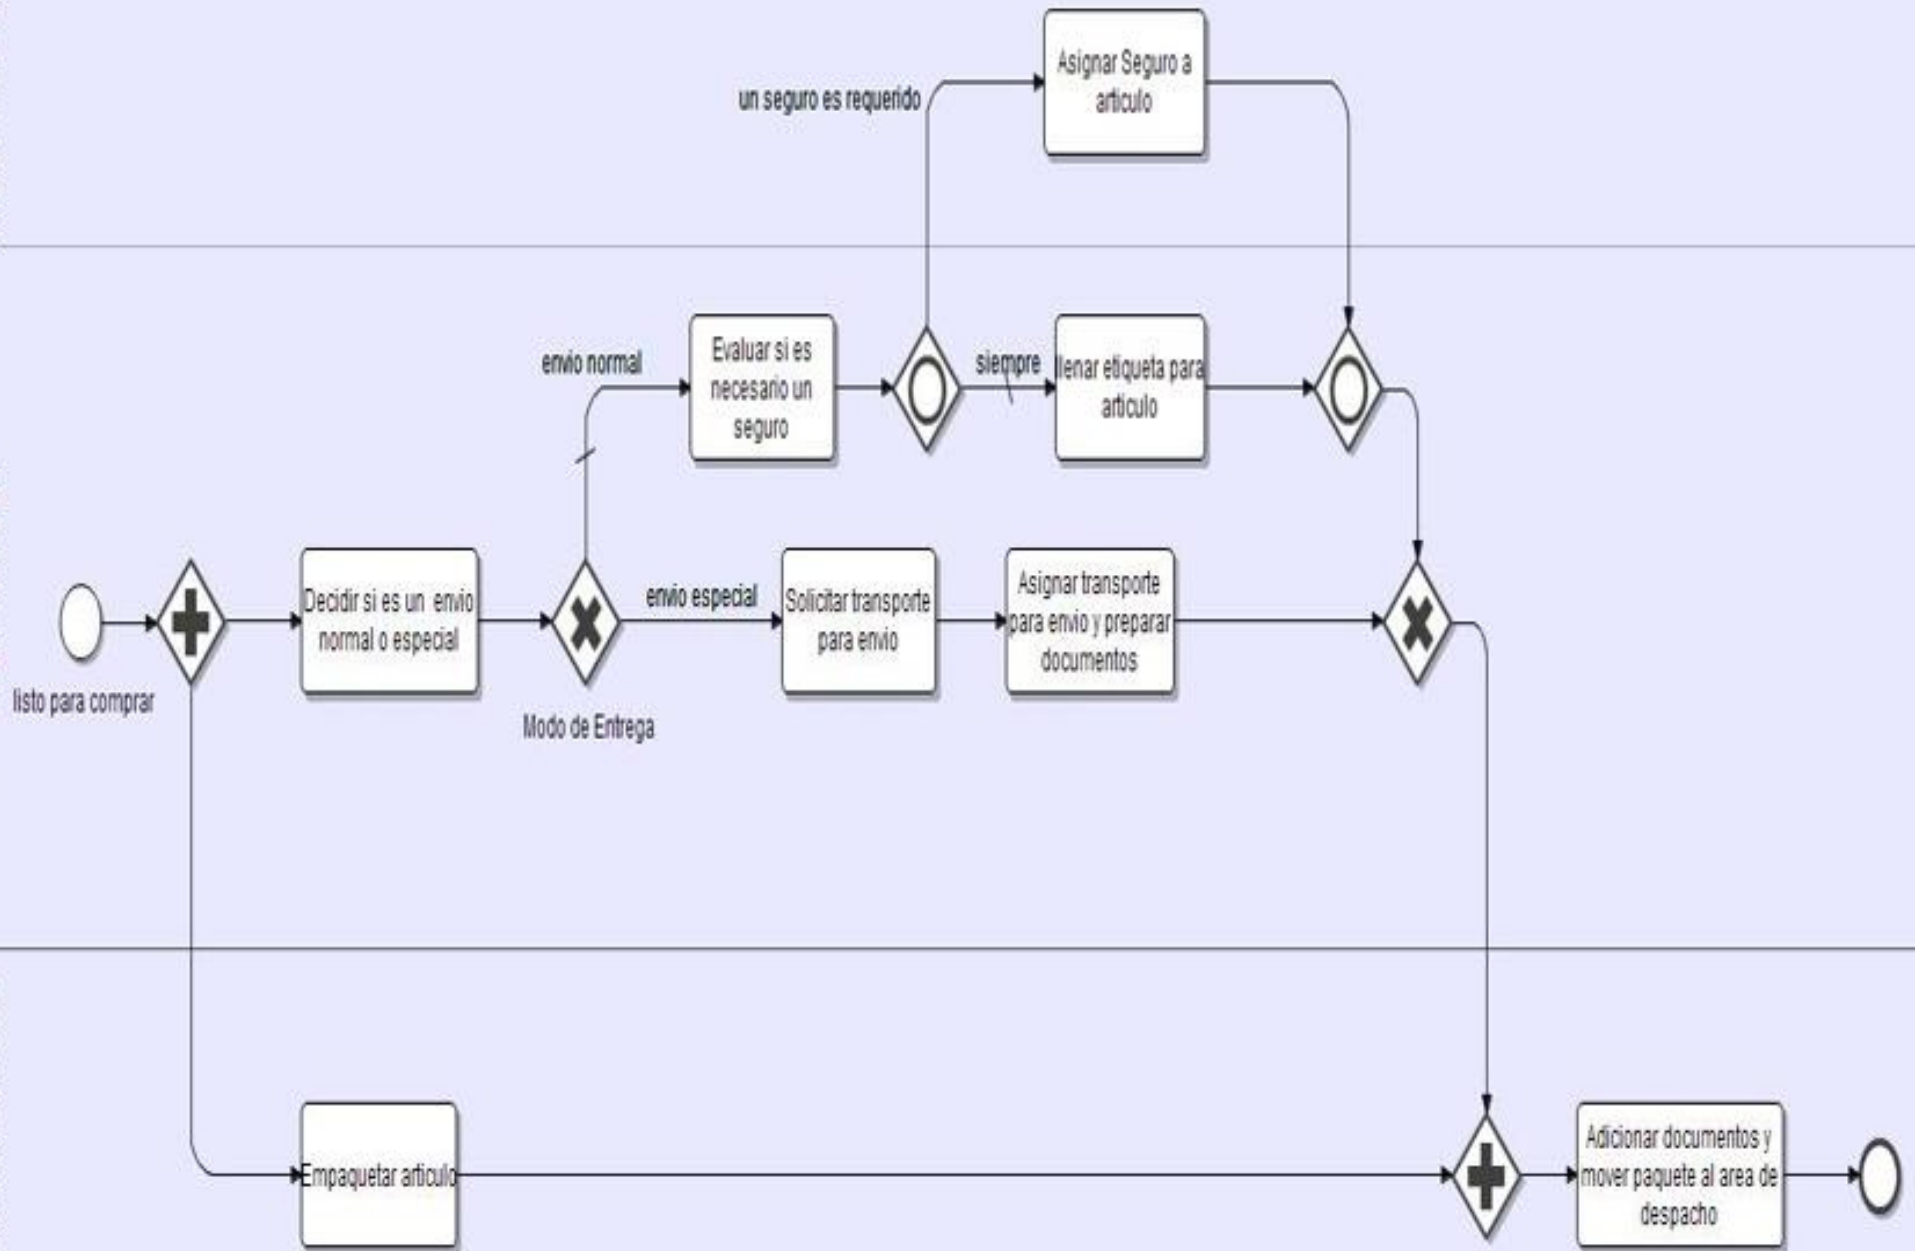 Asignar Seguro a
articulo
un seguro es requerido
envio normal
Evaluar si es
necesario un
seguro
siempre
llenar etiqueta para
articulo
Decidir si es un envio
normal o especial
envio especial
Solicitar transporte
para envio
Asignar transporte
para envio y preparar
documentos
listo para comprar
Modo de Entrega
Empaquetar articulo
Adicionar documentos y
mover paquete al area de
despacho